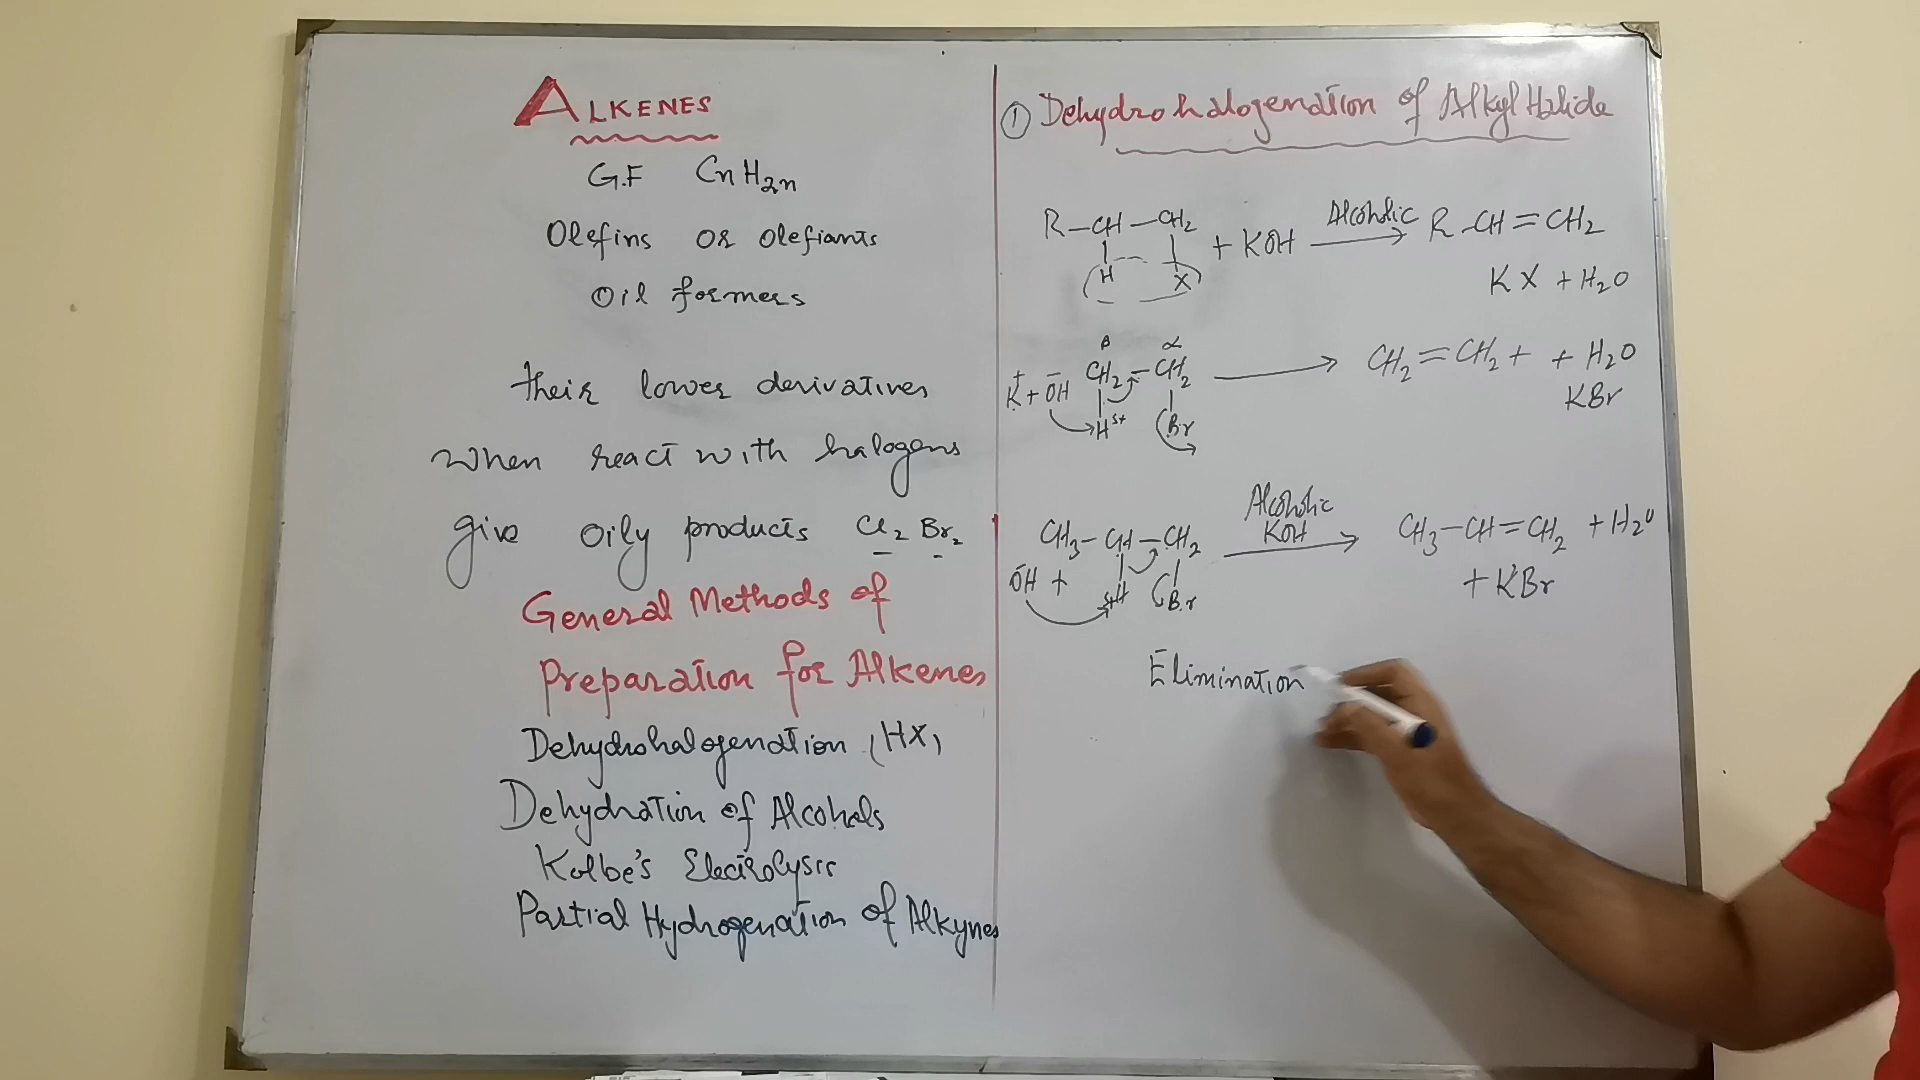 ALKENES
G.F CnH2n
Olefins or olefiants
Oil formers
their lower derivatives
when react with halogens
give oily products Cl2 Br2
General Methods of
Preparation for Alkenes
Dehydrohalogenation (HX)
Dehydration of Alcohals
Kolbe's Electrolysis
Partial Hydrogenation of Alkynes
① Dehydrohalogenation of Alkyl Halide
R–CH–CH2 + KOH Alcoholic → R–CH=CH2
H X
KX + H2O
β α
K+ + OH- CH2–CH2 → CH2=CH2 + + H2O
Hδ+ Br
KBr
CH3–CH–CH2 Alcoholic KOH → CH3–CH=CH2 + H2O
OH- + δ+H Br
+ KBr
Elimination